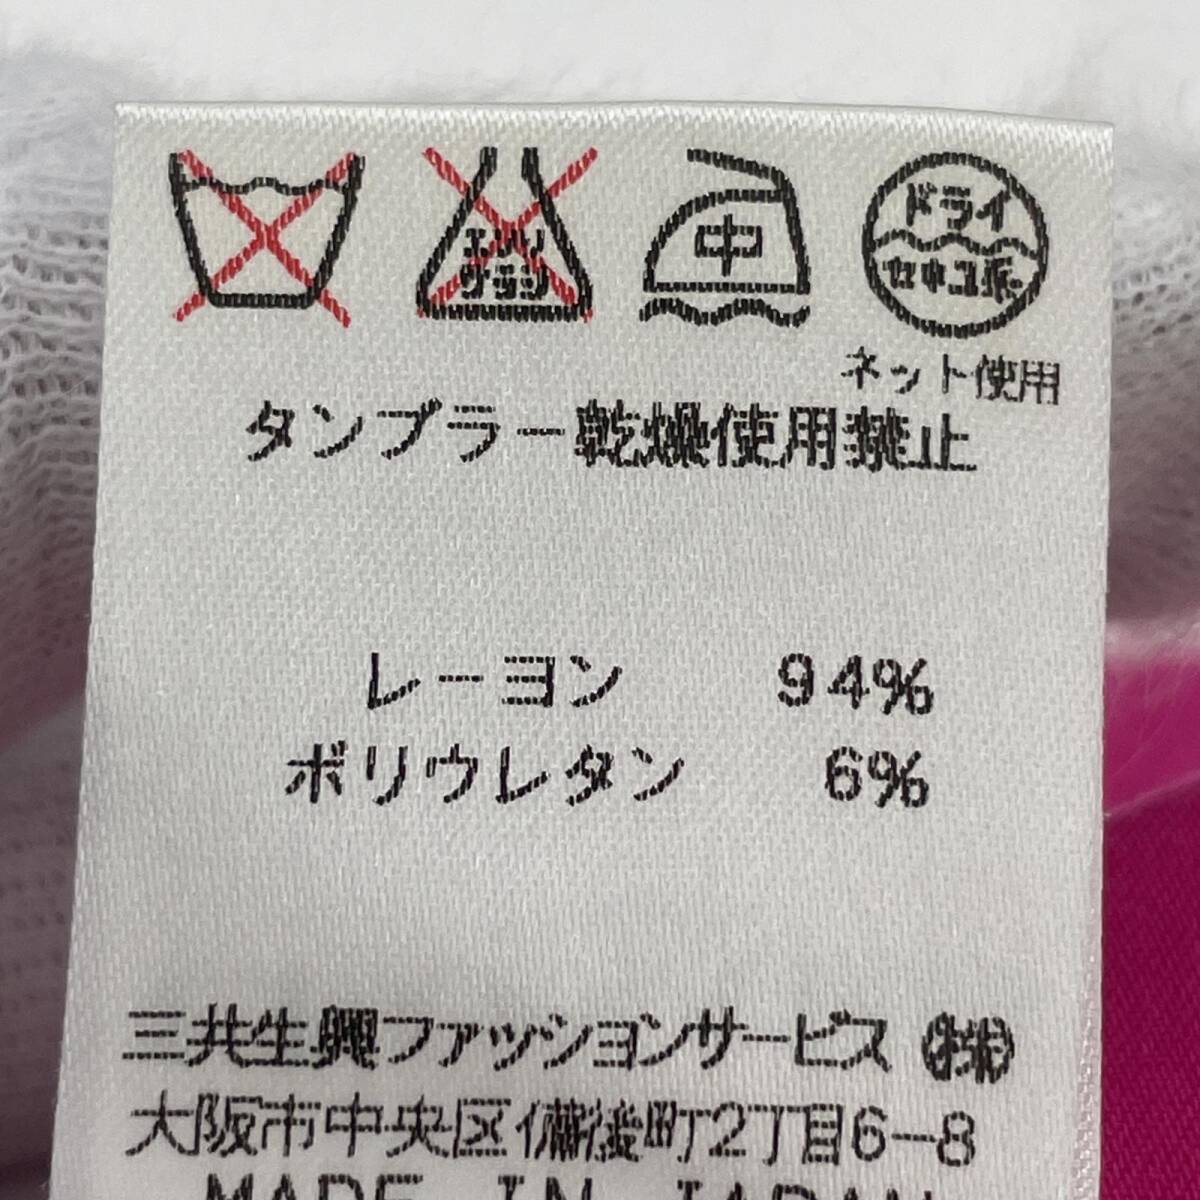 エンソ
サラシ
中
ドライ
セキユ系
ネット使用
タンブラー乾燥使用禁止
レーヨン 94%
ポリウレタン 6%
三共生興ファッションサービス㈱
大阪市中央区備後町2丁目6-8
MADE IN JAPAN